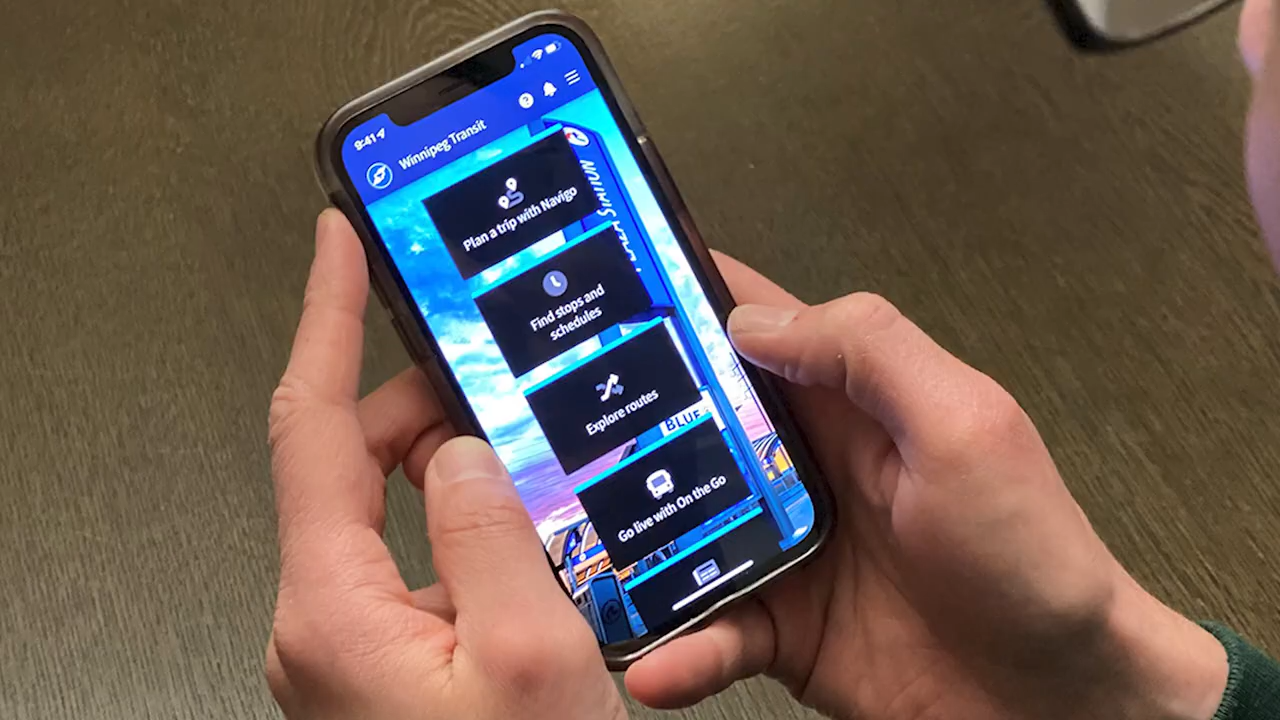 9:41
Winnipeg Transit
Plan a trip with Navigo
Find stops and
schedules
Explore routes
BLUE
Go live with On the Go